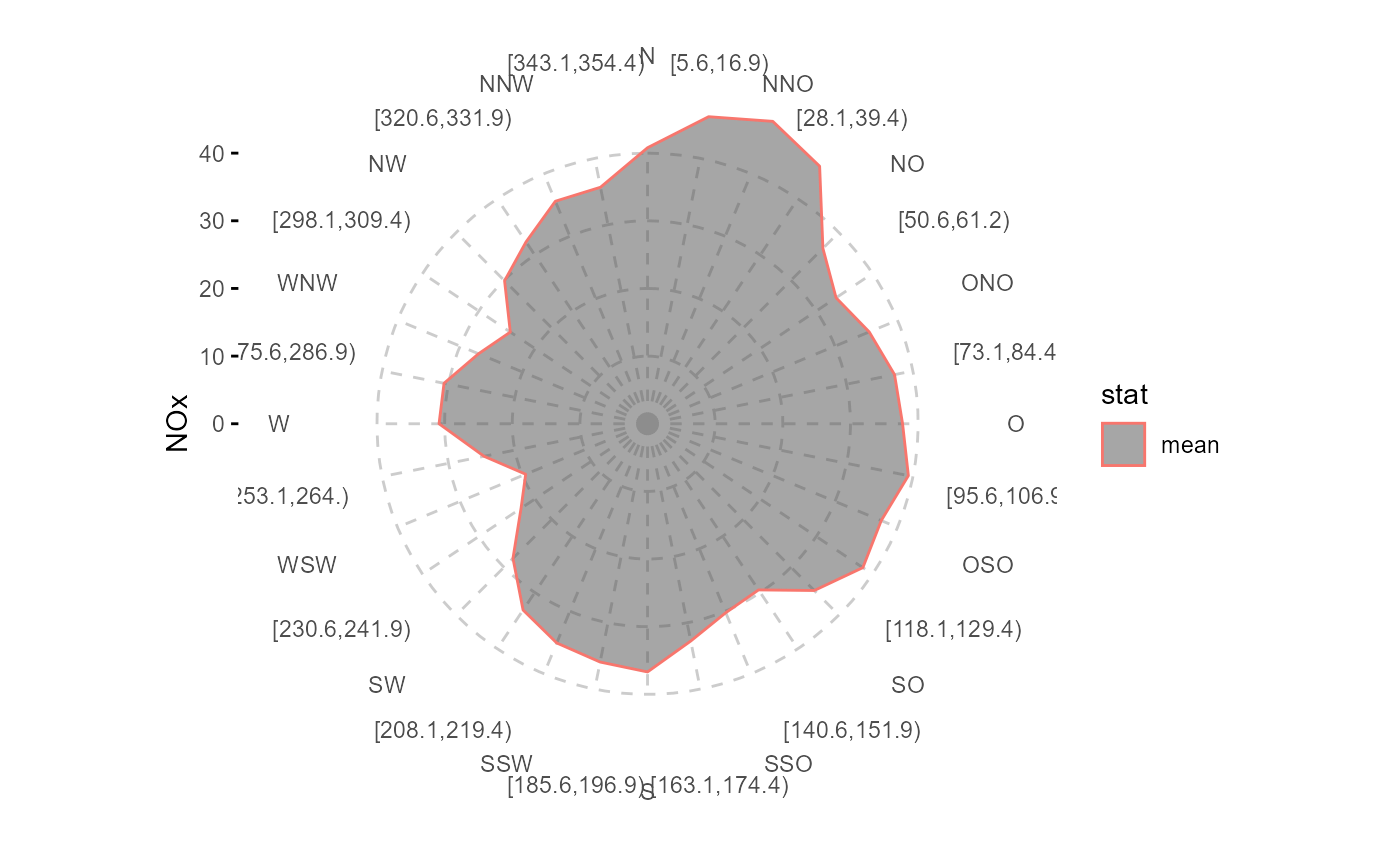 N
[343.1,354.4)
[5.6,16.9)
NNW
NNO
[320.6,331.9)
[28.1,39.4)
40
NW
NO
30
[298.1,309.4)
[50.6,61.2)
20
WNW
ONO
10
75.6,286.9)
[73.1,84.4
stat
NOx
0
W
O
mean
253.1,264.)
[95.6,106.9
WSW
OSO
[230.6,241.9)
[118.1,129.4)
SW
SO
[208.1,219.4)
[140.6,151.9)
SSW
SSO
[185.6,196.9)
S
[163.1,174.4)